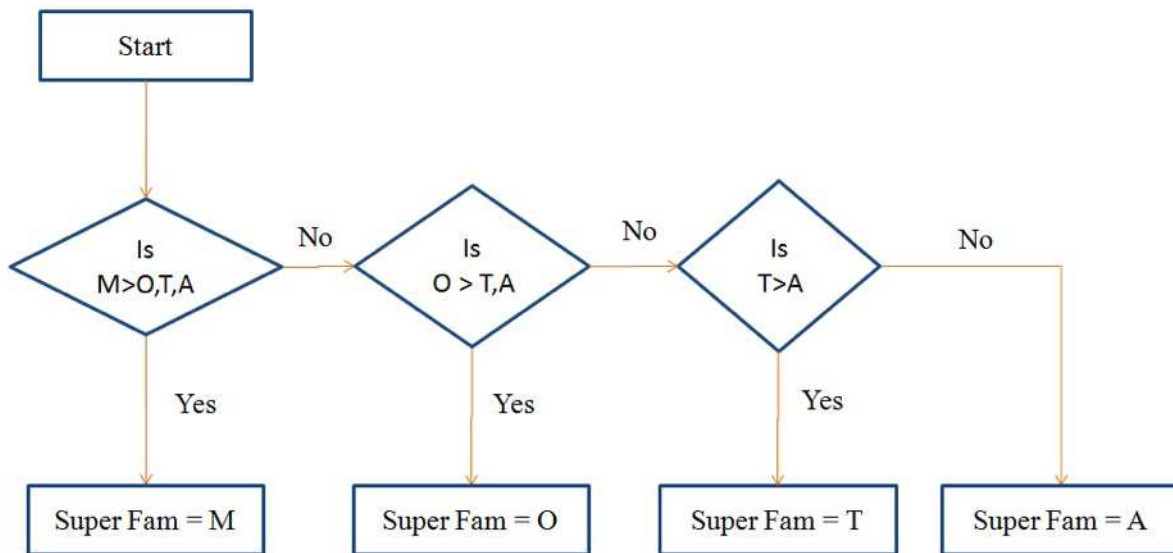 Start
Is
M>O,T,A
No
Is
O > T,A
No
Is
T>A
No
Yes
Yes
Yes
Super Fam = M
Super Fam = O
Super Fam = T
Super Fam = A